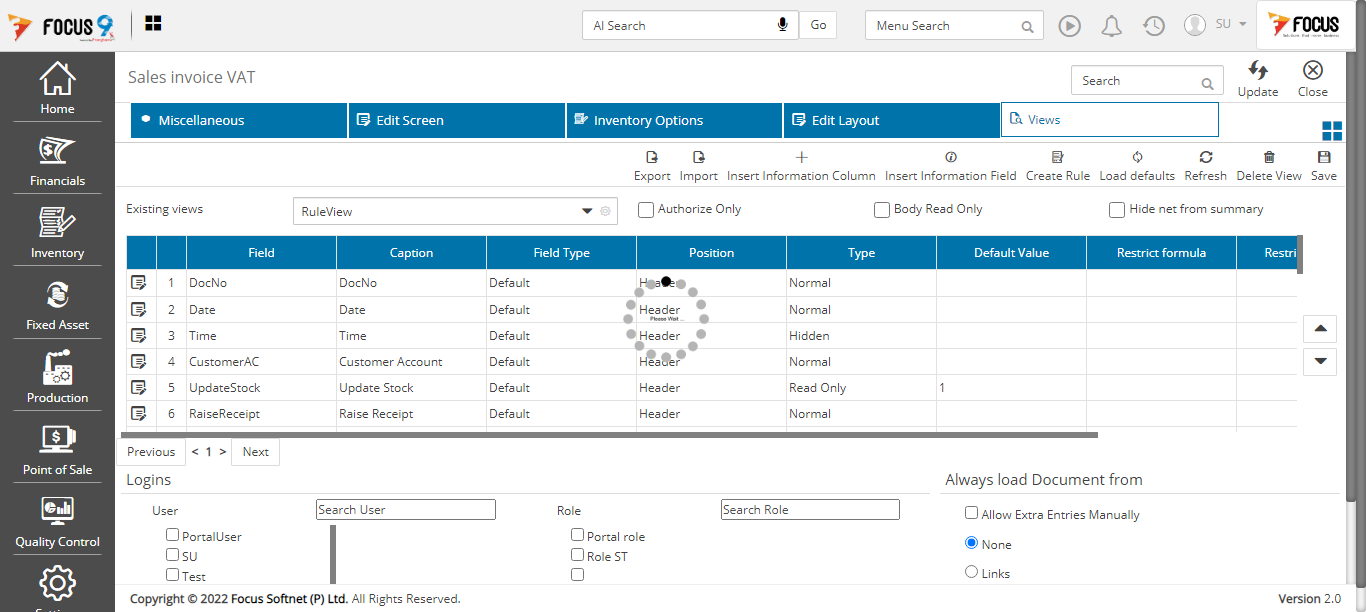 FOCUS 9
AI Search
Go
Menu Search
SU
FOCUS
Home
Financials
Inventory
Fixed Asset
Production
Point of Sale
Quality Control
Sales invoice VAT
Search
Update
Close
Miscellaneous
Edit Screen
Inventory Options
Edit Layout
Views
Export
Import
Insert Information Column
Insert Information Field
Create Rule
Load defaults
Refresh
Delete View
Save
Existing views
RuleView
Authorize Only
Body Read Only
Hide net from summary
Field Caption Field Type Position Type Default Value Restrict formula Restri
1 DocNo DocNo Default Header Normal
2 Date Date Default Header Normal
Please Wait ...
3 Time Time Default Header Hidden
4 CustomerAC Customer Account Default Header Normal
5 UpdateStock Update Stock Default Header Read Only 1
6 RaiseReceipt Raise Receipt Default Header Normal
Previous < 1 > Next
Logins
User
Search User
PortalUser
SU
Test
Role
Search Role
Portal role
Role ST
Always load Document from
Allow Extra Entries Manually
None
Links
Copyright © 2022 Focus Softnet (P) Ltd. All Rights Reserved.
Version 2.0